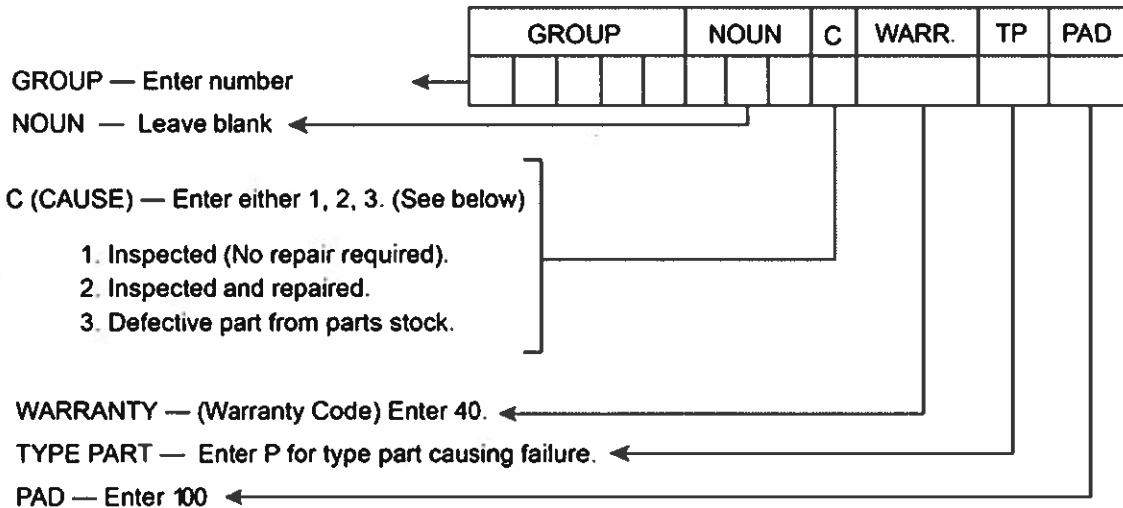 GROUP NOUN C WARR. TP PAD
GROUP — Enter number
NOUN — Leave blank
C (CAUSE) — Enter either 1, 2, 3. (See below)
1. Inspected (No repair required).
2. Inspected and repaired.
3. Defective part from parts stock.
WARRANTY — (Warranty Code) Enter 40.
TYPE PART — Enter P for type part causing failure.
PAD — Enter 100